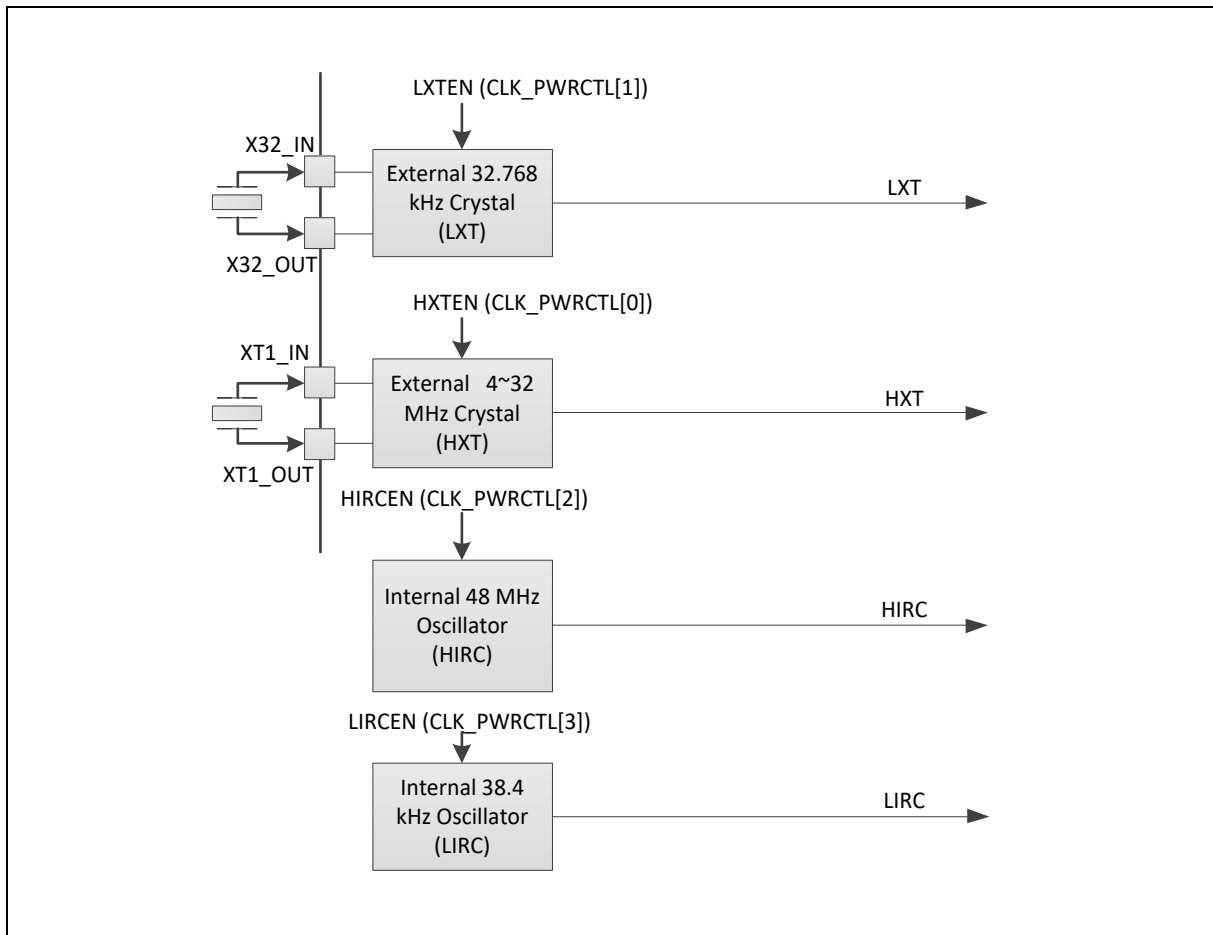 LXTEN (CLK_PWRCTL[1])
X32_IN
External 32.768
kHz Crystal
(LXT)
LXT
X32_OUT
HXTEN (CLK_PWRCTL[0])
XT1_IN
External 4~32
MHz Crystal
(HXT)
HXT
XT1_OUT
HIRCEN (CLK_PWRCTL[2])
Internal 48 MHz
Oscillator
(HIRC)
HIRC
LIRCEN (CLK_PWRCTL[3])
Internal 38.4
kHz Oscillator
(LIRC)
LIRC